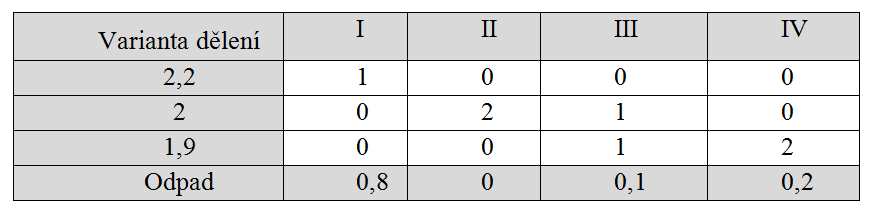 Varianta dělení I II III IV
2,2 1 0 0 0
2 0 2 1 0
1,9 0 0 1 2
Odpad 0,8 0 0,1 0,2